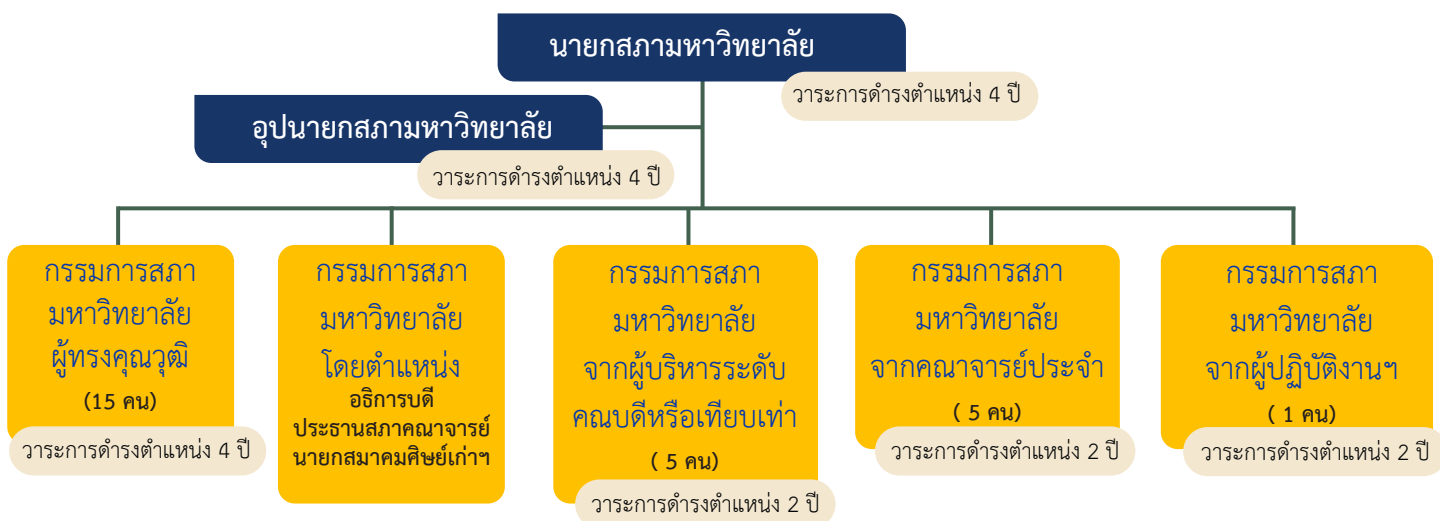 นายกสภามหาวิทยาลัย
วาระการดำรงตำแหน่ง 4 ปี
อุปนายกสภามหาวิทยาลัย
วาระการดำรงตำแหน่ง 4 ปี
กรรมการสภา
มหาวิทยาลัย
ผู้ทรงคุณวุฒิ
(15 คน)
วาระการดำรงตำแหน่ง 4 ปี
กรรมการสภา
มหาวิทยาลัย
โดยตำแหน่ง
อธิการบดี
ประธานสภาคณาจารย์
นายกสมาคมศิษย์เก่าฯ
กรรมการสภา
มหาวิทยาลัย
จากผู้บริหารระดับ
คณบดีหรือเทียบเท่า
( 5 คน)
วาระการดำรงตำแหน่ง 2 ปี
กรรมการสภา
มหาวิทยาลัย
จากคณาจารย์ประจำ
( 5 คน)
วาระการดำรงตำแหน่ง 2 ปี
กรรมการสภา
มหาวิทยาลัย
จากผู้ปฏิบัติงานฯ
( 1 คน)
วาระการดำรงตำแหน่ง 2 ปี